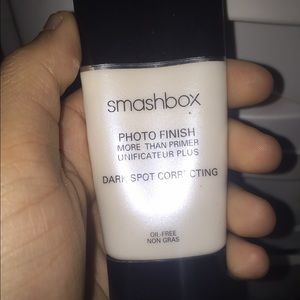 smashbox
PHOTO FINISH
MORE THAN PRIMER
UNIFICATEUR PLUS
DARK SPOT CORRECTING
OIL-FREE
NON GRAS